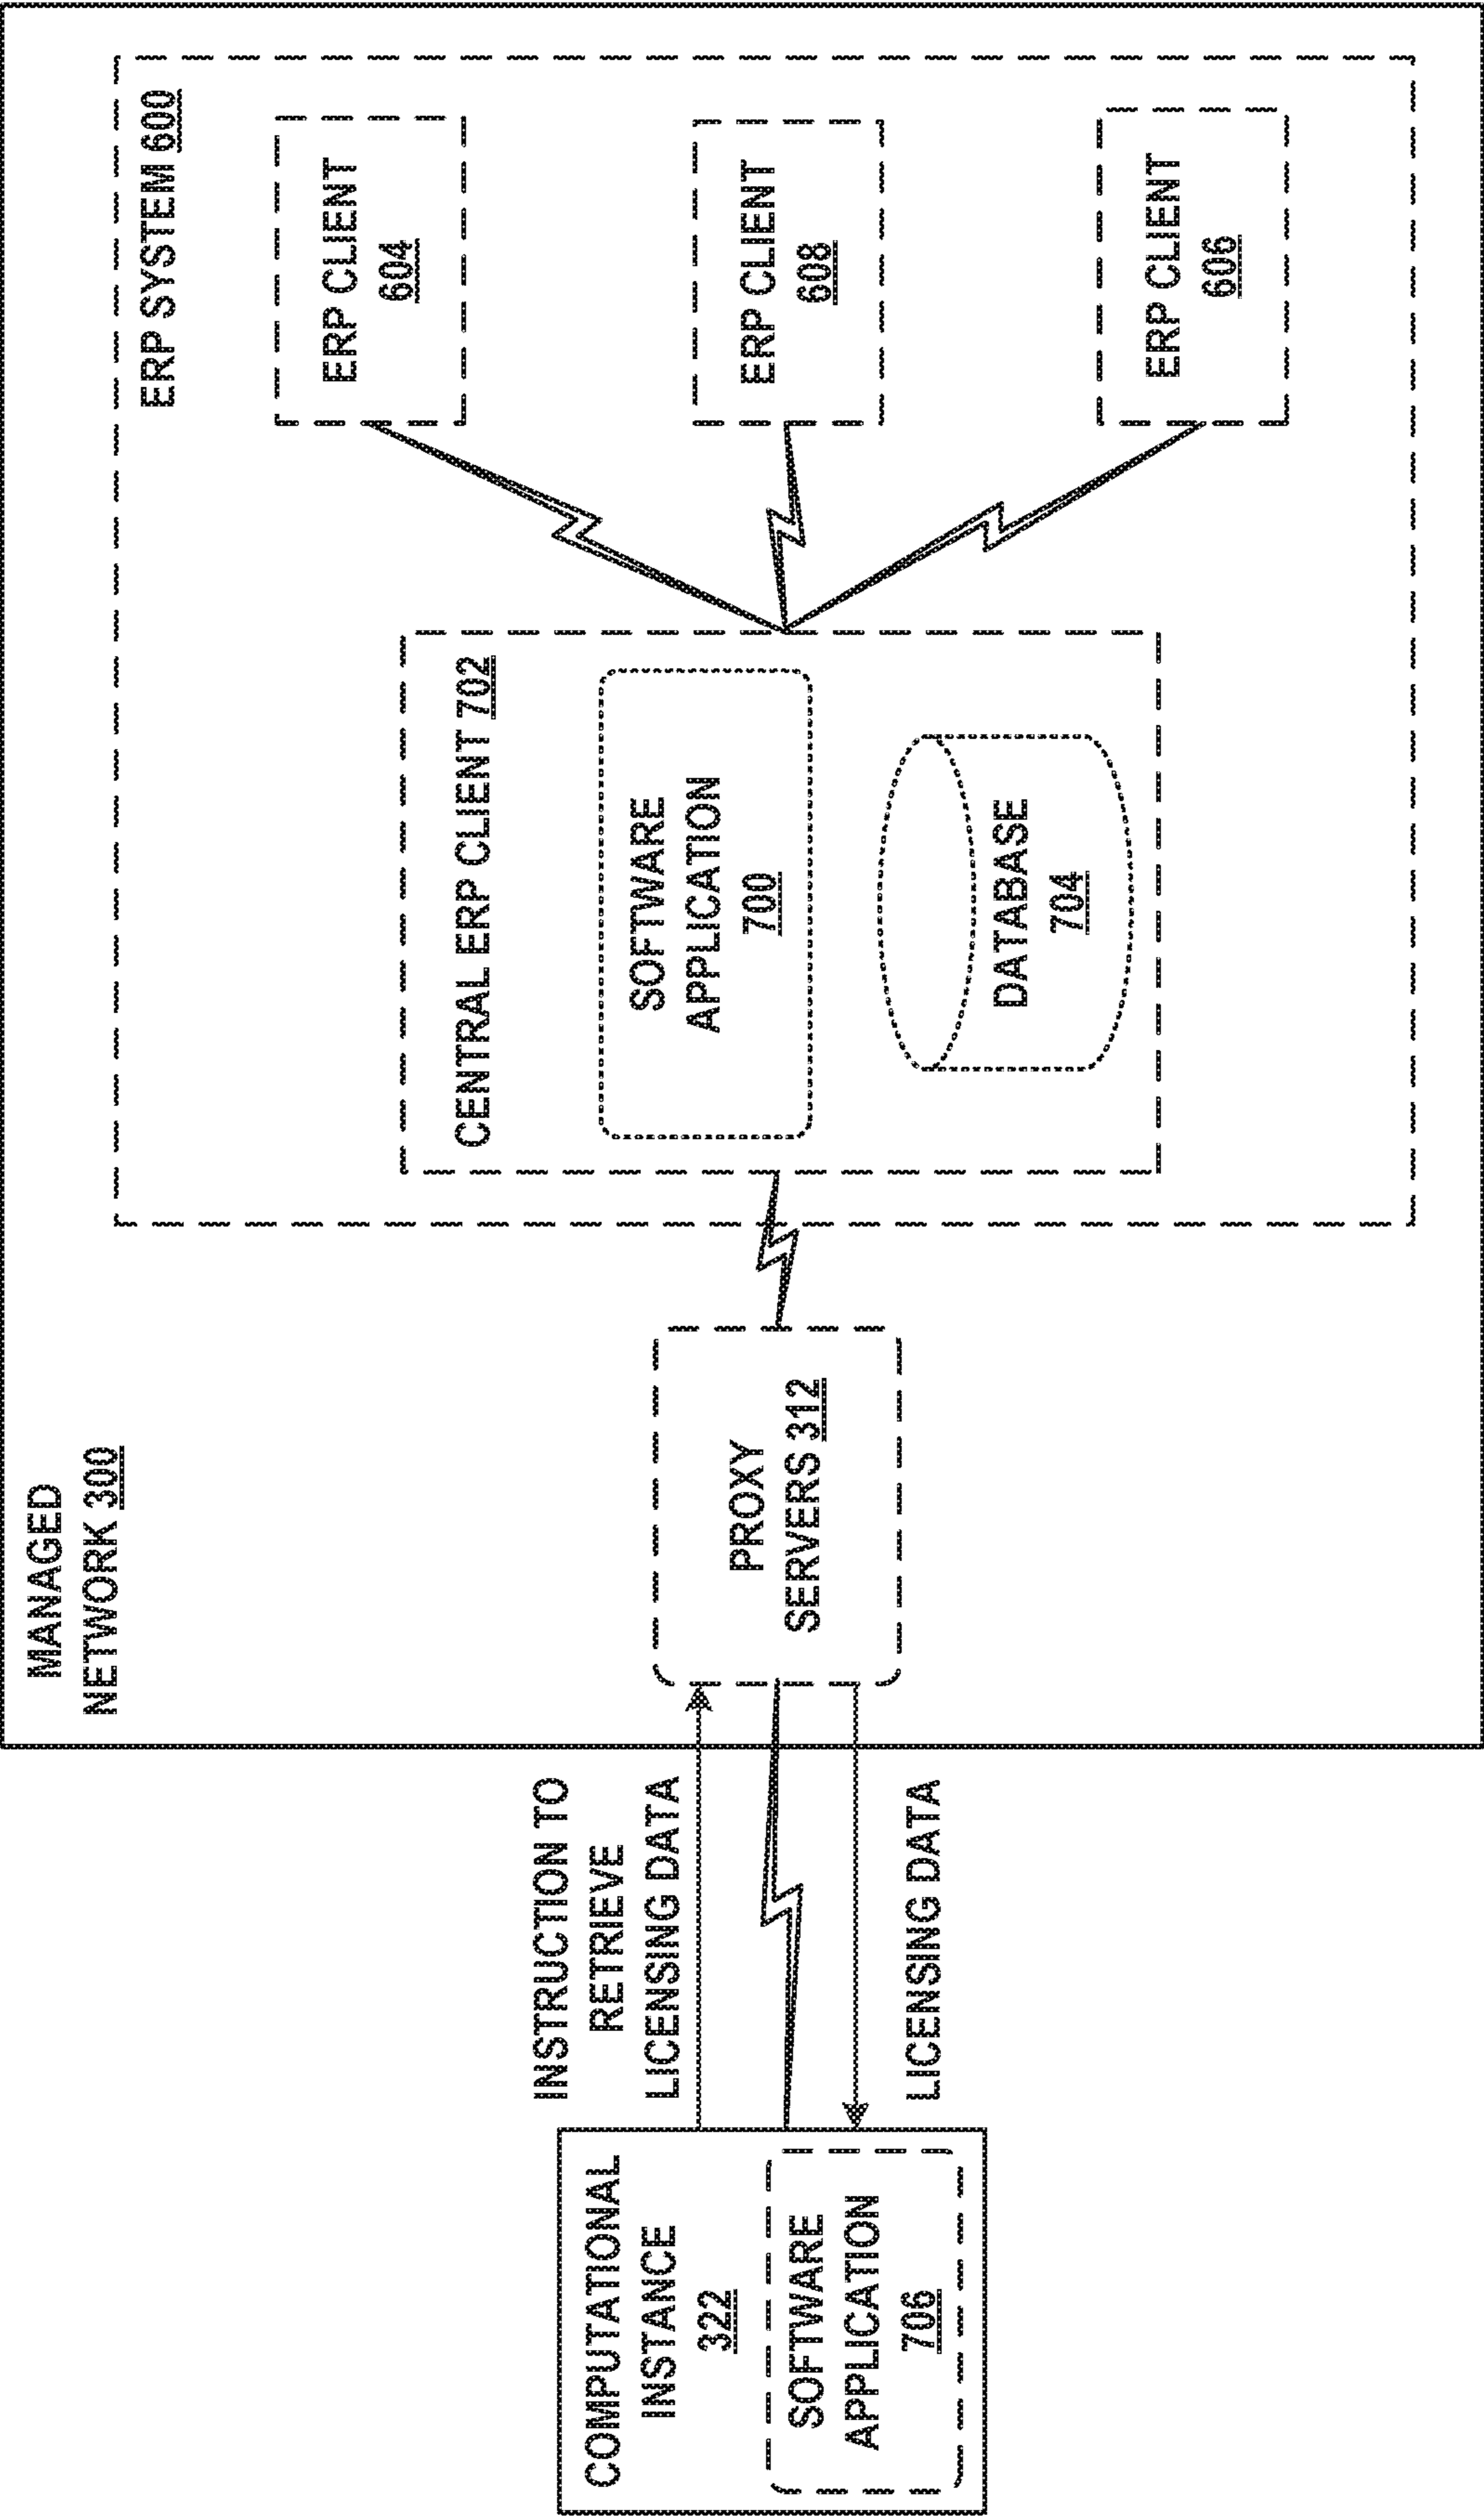 MANAGED
NETWORK 300
ERP SYSTEM 600
ERP CLIENT
604
ERP CLIENT
608
ERP CLIENT
606
CENTRAL ERP CLIENT 702
SOFTWARE
APPLICATION
700
DATABASE
704
PROXY
SERVERS 312
INSTRUCTION TO
RETRIEVE
LICENSING DATA
LICENSING DATA
COMPUTATIONAL
INSTANCE
322
SOFTWARE
APPLICATION
706